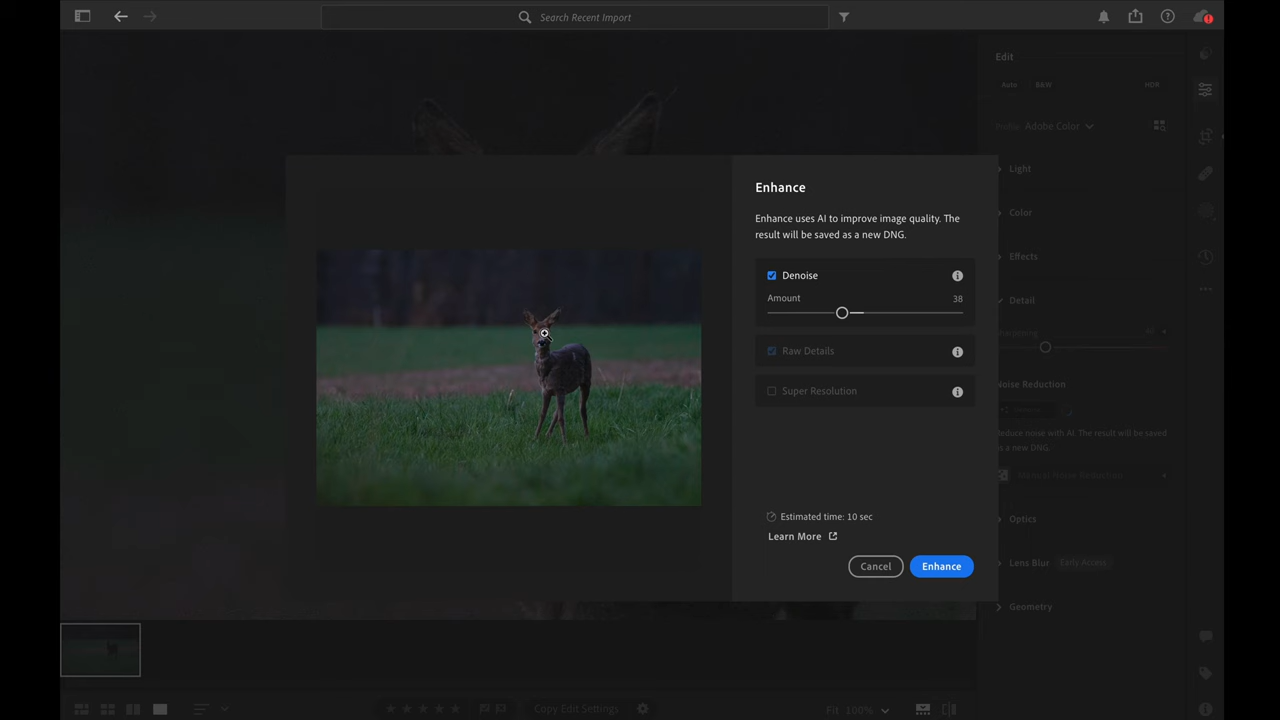 Search Recent Import
Edit
Auto B&W HDR
Profile Adobe Color
Light
Color
Effects
Detail
Enhance
Enhance uses AI to improve image quality. The
result will be saved as a new DNG.
Denoise
Amount 38
Raw Details
Super Resolution
Estimated time: 10 sec
Learn More
Cancel Enhance
Noise Reduction
Reduce noise with AI. The result will be saved
as a new DNG.
Manual Noise Reduction
Optics
Lens Blur Early Access
Geometry
Copy Edit Settings
Fit 100%